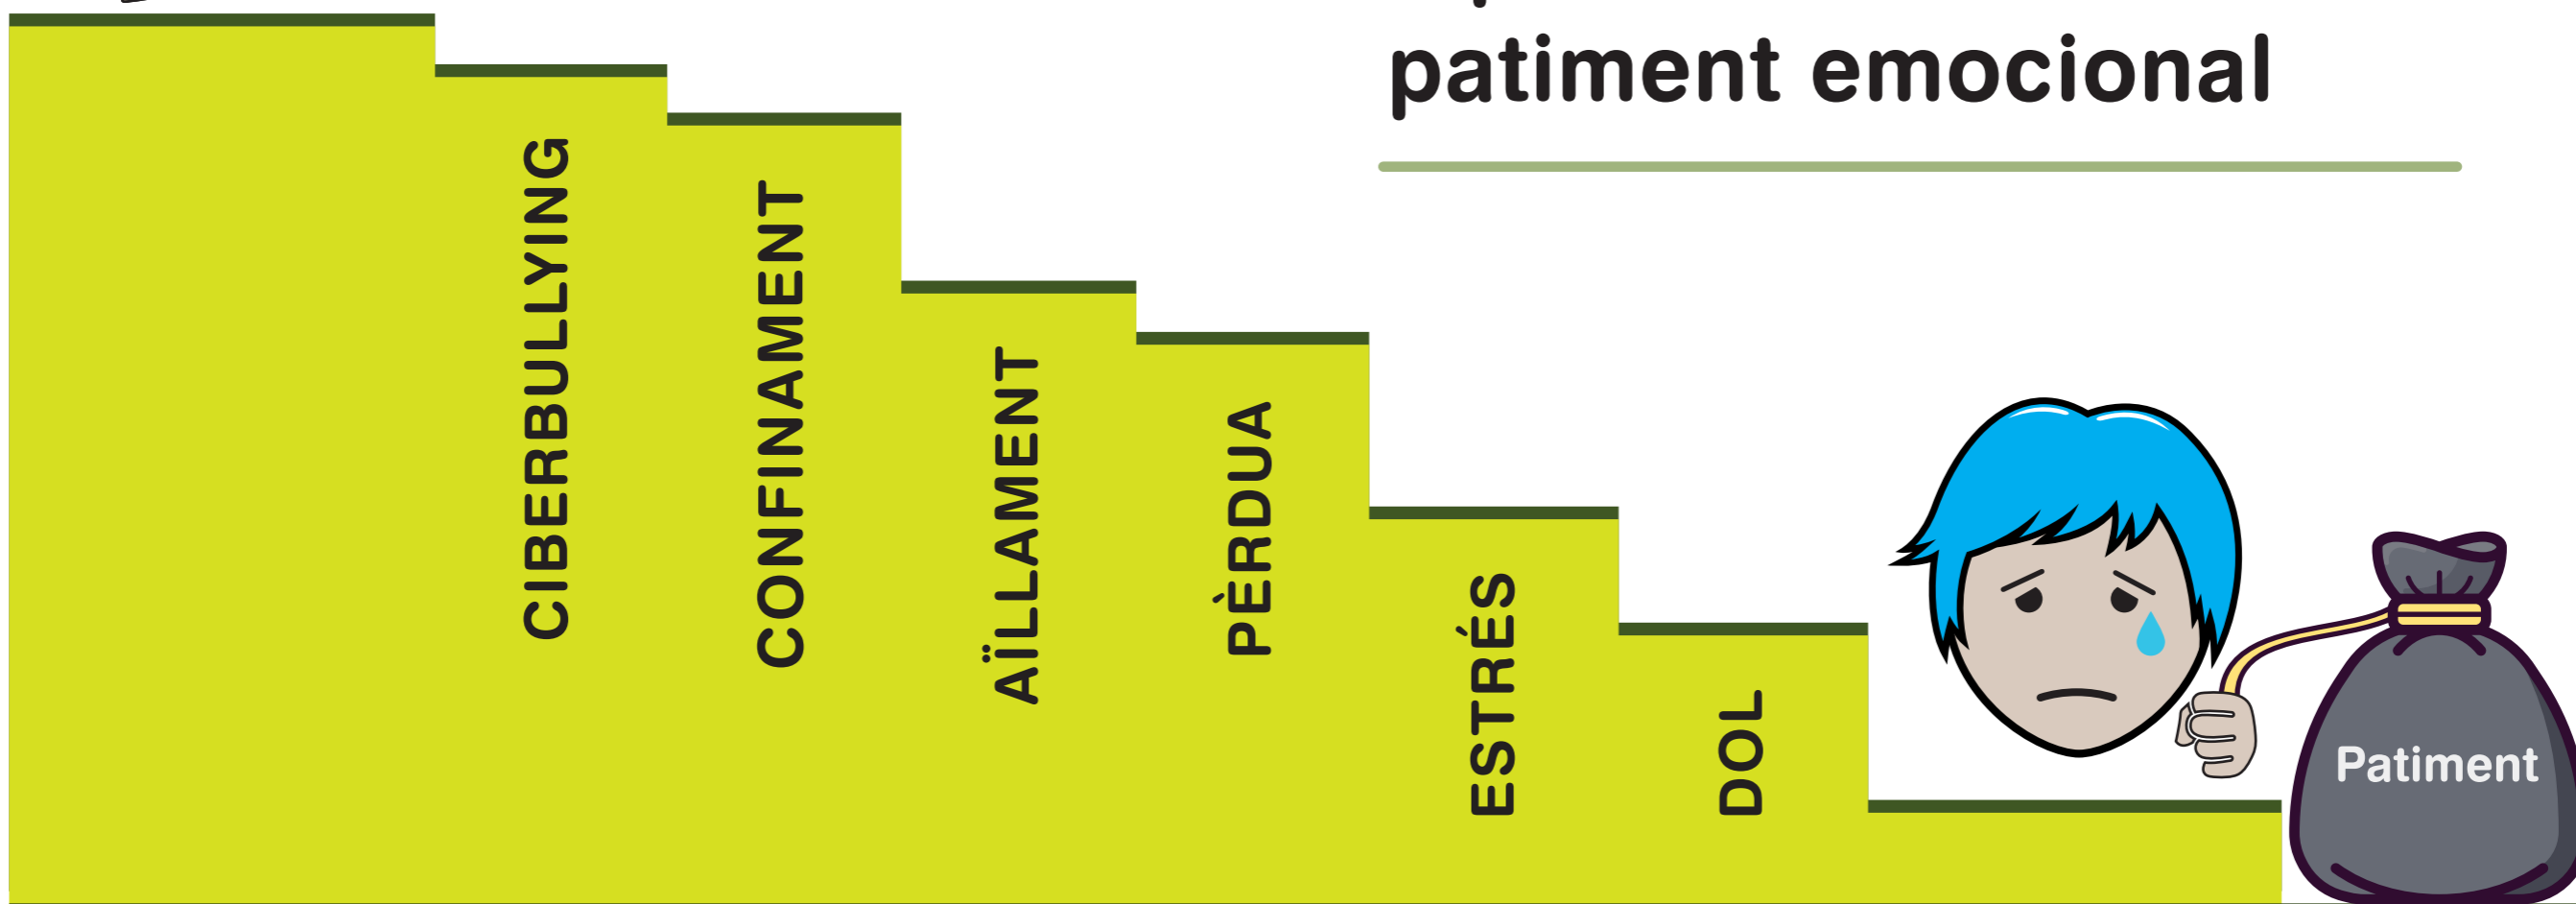 patiment emocional
CIBERBULLYING
CONFINAMENT
AÏLLAMENT
PÈRDUA
ESTRÉS
DOL
Patiment